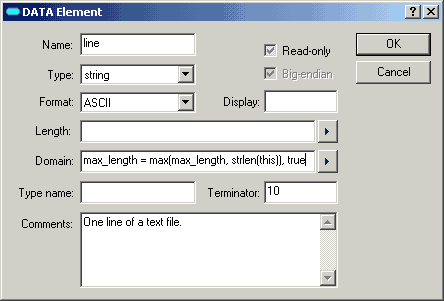 DATA Element
Name: line
Read-only
OK
Type: string
Big-endian
Cancel
Format: ASCII
Display:
Length:
Domain: max_length = max(max_length, strlen(this)), true
Type name:
Terminator: 10
Comments: One line of a text file.